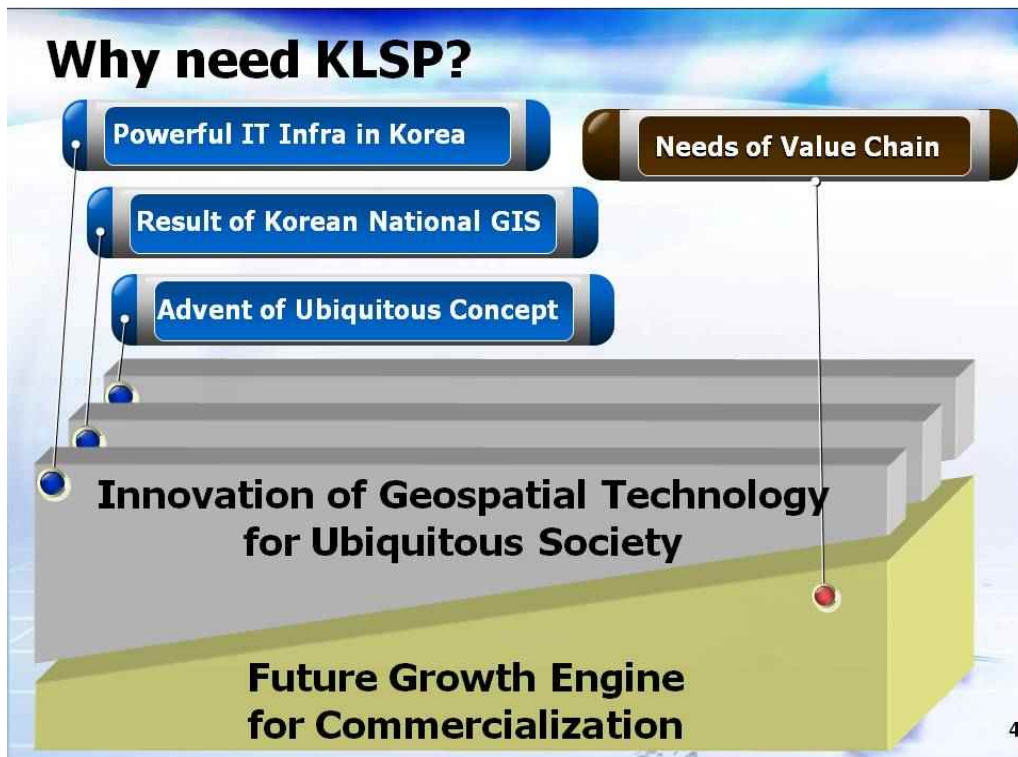 Why need KLSP?
Powerful IT Infra in Korea
Needs of Value Chain
Result of Korean National GIS
Advent of Ubiquitous Concept
Innovation of Geospatial Technology
for Ubiquitous Society
Future Growth Engine
for Commercialization
4